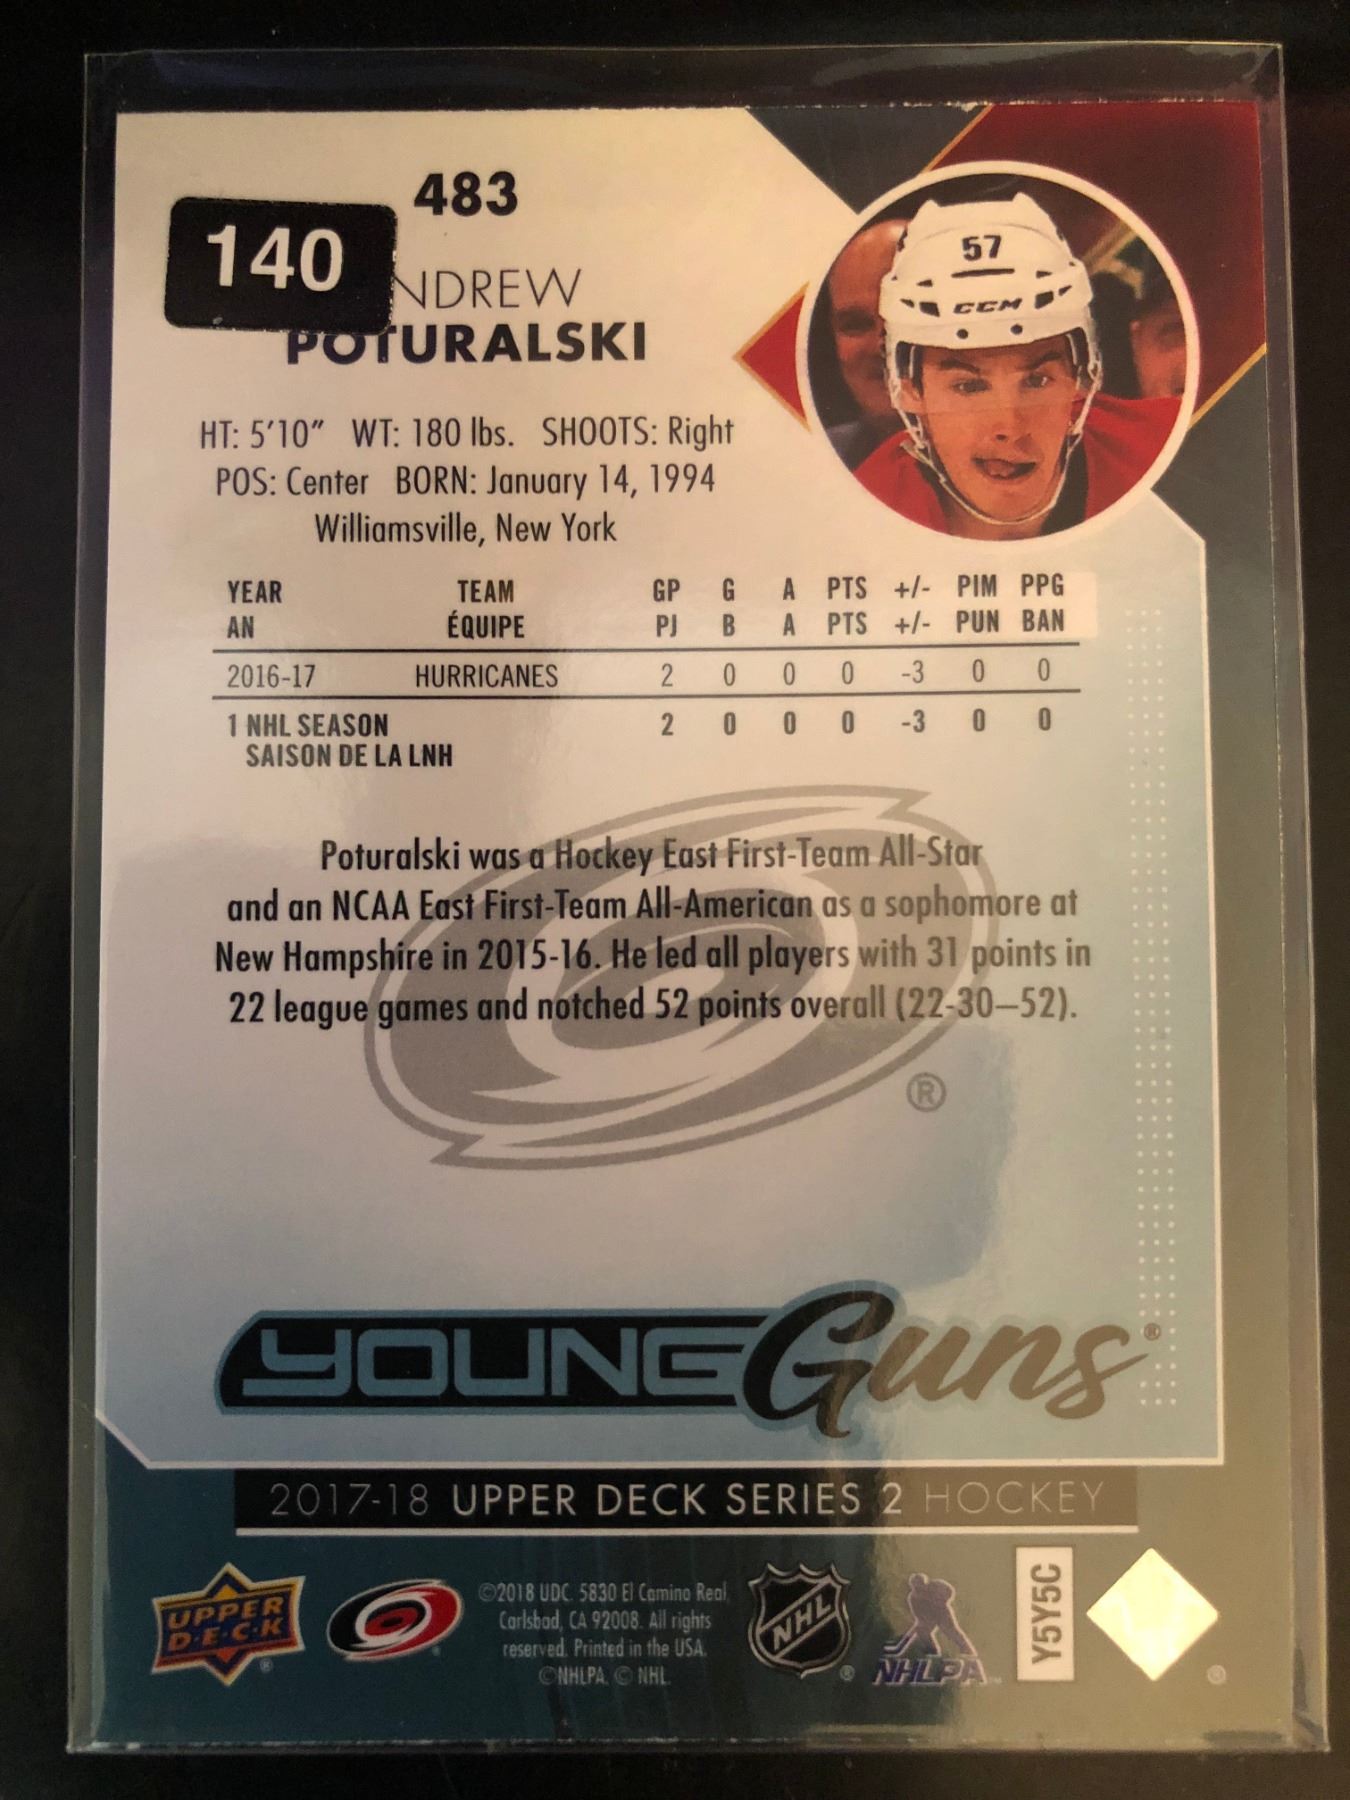 483
140
NDREW
POTURALSKI
57
CCM
HT: 5'10" WT: 180 lbs. SHOOTS: Right
POS: Center BORN: January 14, 1994
Williamsville, New York
YEAR TEAM GP G A PTS +/- PIM PPG
AN ÉQUIPE PJ B A PTS +/- PUN BAN
2016-17 HURRICANES 2 0 0 0 -3 0 0
1 NHL SEASON 2 0 0 0 -3 0 0
SAISON DE LA LNH
Poturalski was a Hockey East First-Team All-Star
and an NCAA East First-Team All-American as a sophomore at
New Hampshire in 2015-16. He led all players with 31 points in
22 league games and notched 52 points overall (22-30–52).
®
YOUNG Guns®
2017-18 UPPER DECK SERIES 2 HOCKEY
UPPER
D·E·C·K
®
©2018 UDC. 5830 El Camino Real,
Carlsbad, CA 92008. All rights
reserved. Printed in the USA.
©NHLPA. © NHL.
NHL
®
NHLPA™
Y5Y5C
®